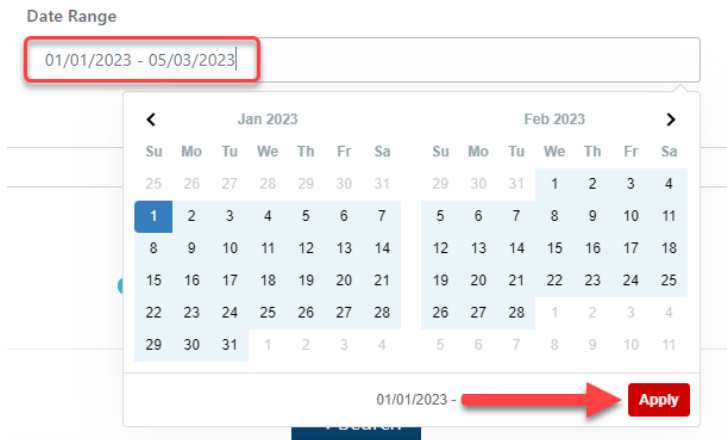 Date Range
01/01/2023 - 05/03/2023
Jan 2023 Feb 2023
Su Mo Tu We Th Fr Sa Su Mo Tu We Th Fr Sa
25 26 27 28 29 30 31 29 30 31 1 2 3 4
1 2 3 4 5 6 7 5 6 7 8 9 10 11
8 9 10 11 12 13 14 12 13 14 15 16 17 18
15 16 17 18 19 20 21 19 20 21 22 23 24 25
22 23 24 25 26 27 28 26 27 28 1 2 3 4
29 30 31 1 2 3 4 5 6 7 8 9 10 11
01/01/2023 - Apply
Search